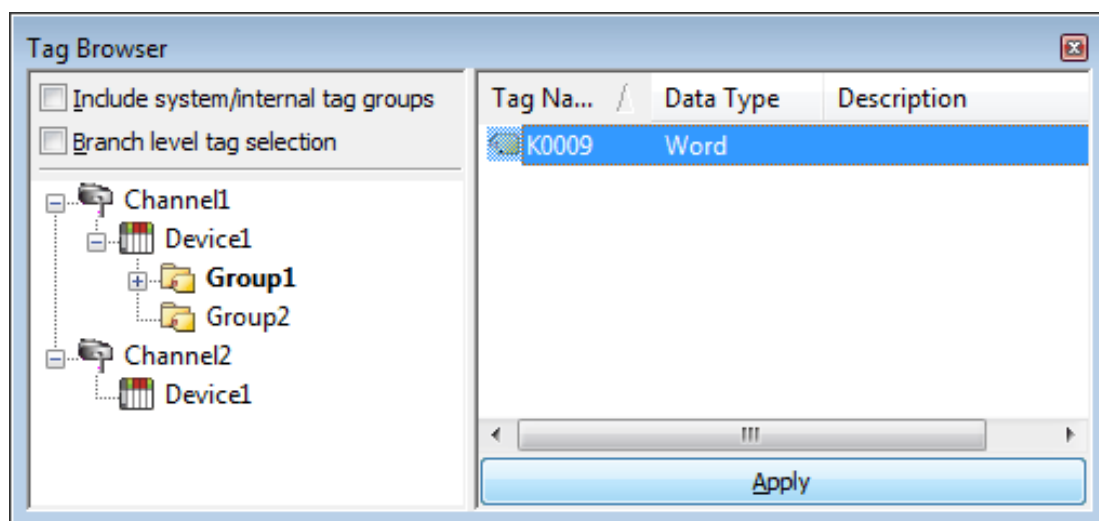 Tag Browser
Include system/internal tag groups
Branch level tag selection
Channel1
Device1
Group1
Group2
Channel2
Device1
Tag Na... Data Type Description
K0009 Word
Apply